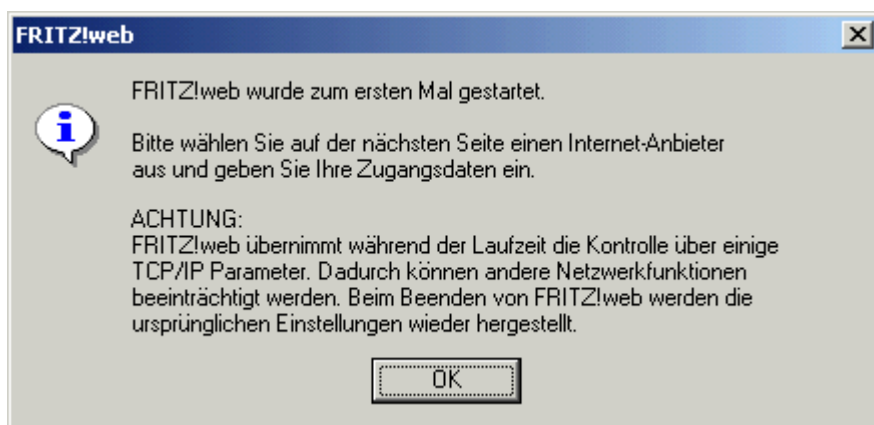 FRITZ!web
FRITZ!web wurde zum ersten Mal gestartet.
Bitte wählen Sie auf der nächsten Seite einen Internet-Anbieter
aus und geben Sie Ihre Zugangsdaten ein.
ACHTUNG:
FRITZ!web übernimmt während der Laufzeit die Kontrolle über einige
TCP/IP Parameter. Dadurch können andere Netzwerkfunktionen
beeinträchtigt werden. Beim Beenden von FRITZ!web werden die
ursprünglichen Einstellungen wieder hergestellt.
OK